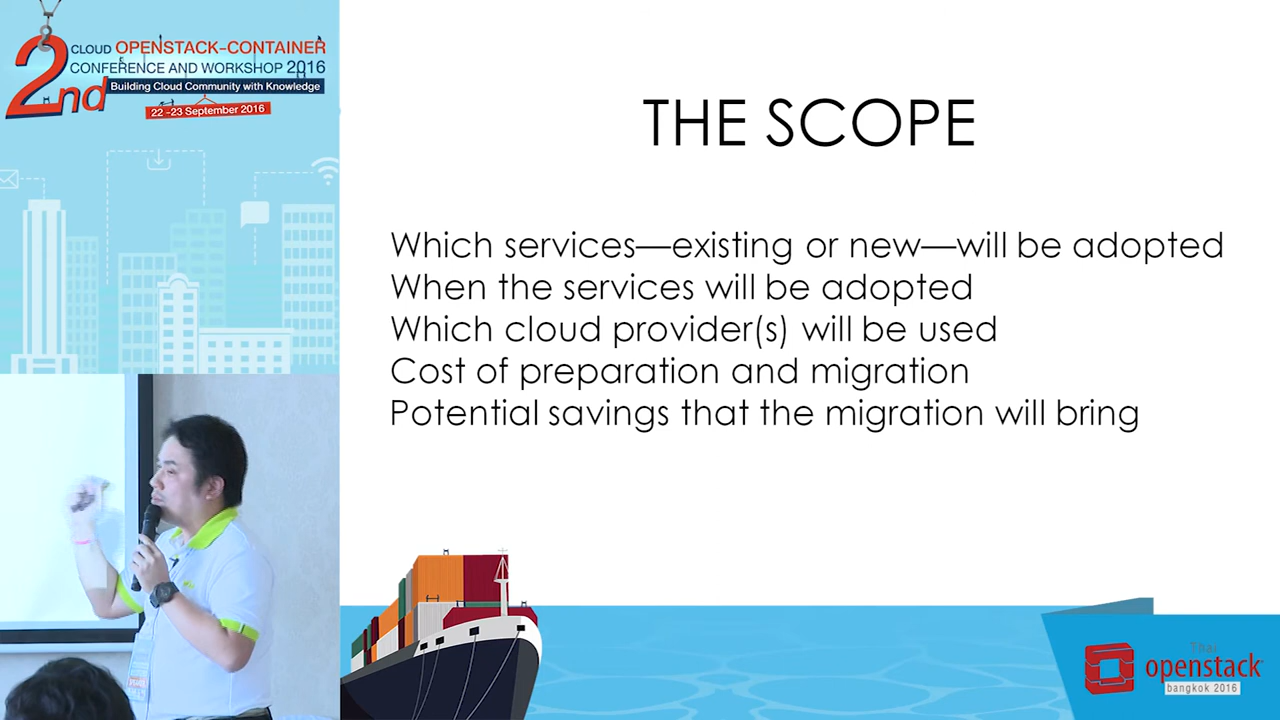 2nd
CLOUD OPENSTACK-CONTAINER
CONFERENCE AND WORKSHOP 2016
Building Cloud Community with Knowledge
22 -23 September 2016
THE SCOPE
Which services—existing or new—will be adopted
When the services will be adopted
Which cloud provider(s) will be used
Cost of preparation and migration
Potential savings that the migration will bring
Thai
openstack
bangkok 2016